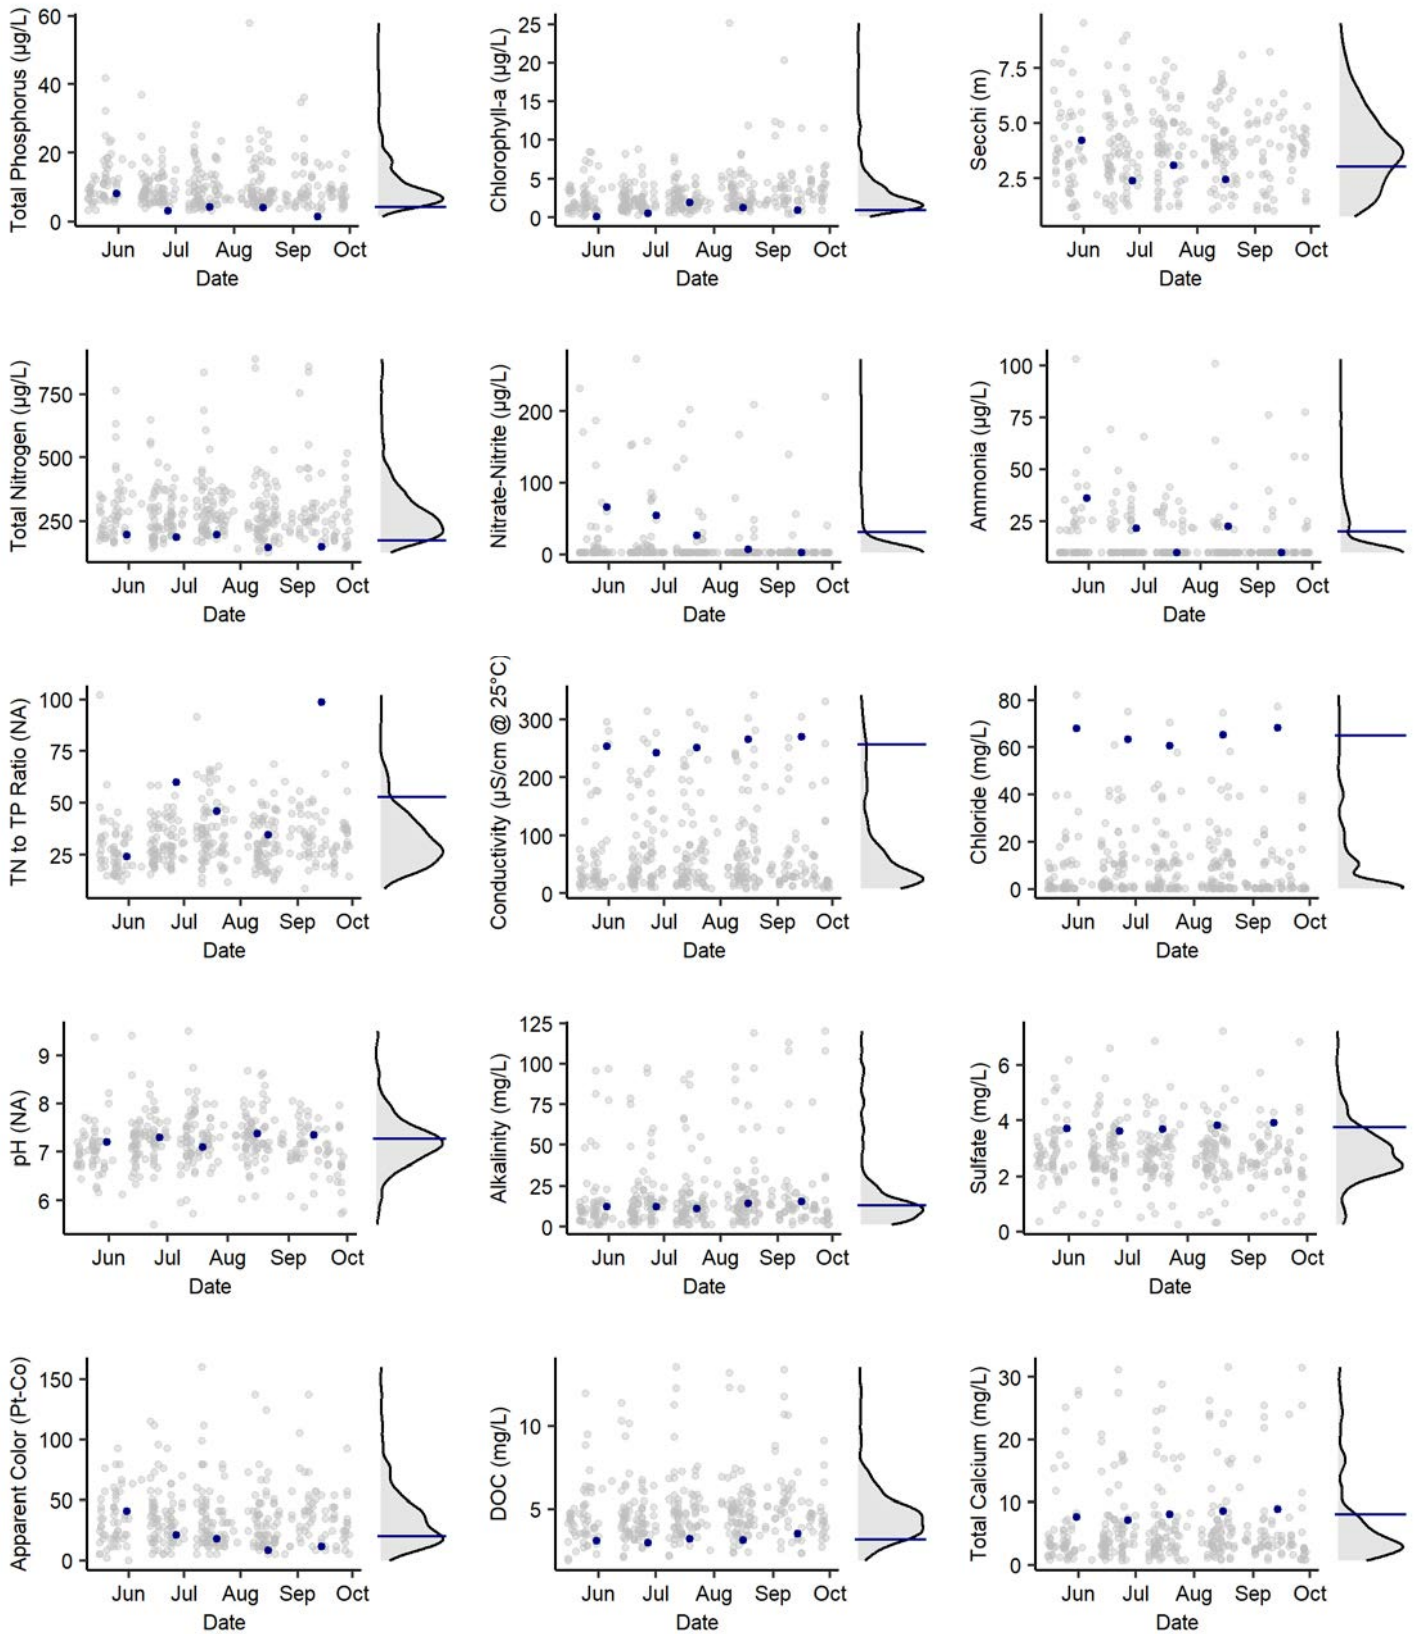 Total Phosphorus (µg/L)
60
40
20
0
Jun Jul Aug Sep Oct
Date
Chlorophyll-a (µg/L)
25
20
15
10
5
0
Jun Jul Aug Sep Oct
Date
Secchi (m)
7.5
5.0
2.5
Jun Jul Aug Sep Oct
Date
Total Nitrogen (µg/L)
750
500
250
Jun Jul Aug Sep Oct
Date
Nitrate-Nitrite (µg/L)
200
100
0
Jun Jul Aug Sep Oct
Date
Ammonia (µg/L)
100
75
50
25
Jun Jul Aug Sep Oct
Date
TN to TP Ratio (NA)
100
75
50
25
Jun Jul Aug Sep Oct
Date
Conductivity (µS/cm @ 25°C)
300
200
100
0
Jun Jul Aug Sep Oct
Date
Chloride (mg/L)
80
60
40
20
0
Jun Jul Aug Sep Oct
Date
pH (NA)
9
8
7
6
Jun Jul Aug Sep Oct
Date
Alkalinity (mg/L)
125
100
75
50
25
0
Jun Jul Aug Sep Oct
Date
Sulfate (mg/L)
6
4
2
0
Jun Jul Aug Sep Oct
Date
Apparent Color (Pt-Co)
150
100
50
0
Jun Jul Aug Sep Oct
Date
DOC (mg/L)
10
5
Jun Jul Aug Sep Oct
Date
Total Calcium (mg/L)
30
20
10
0
Jun Jul Aug Sep Oct
Date